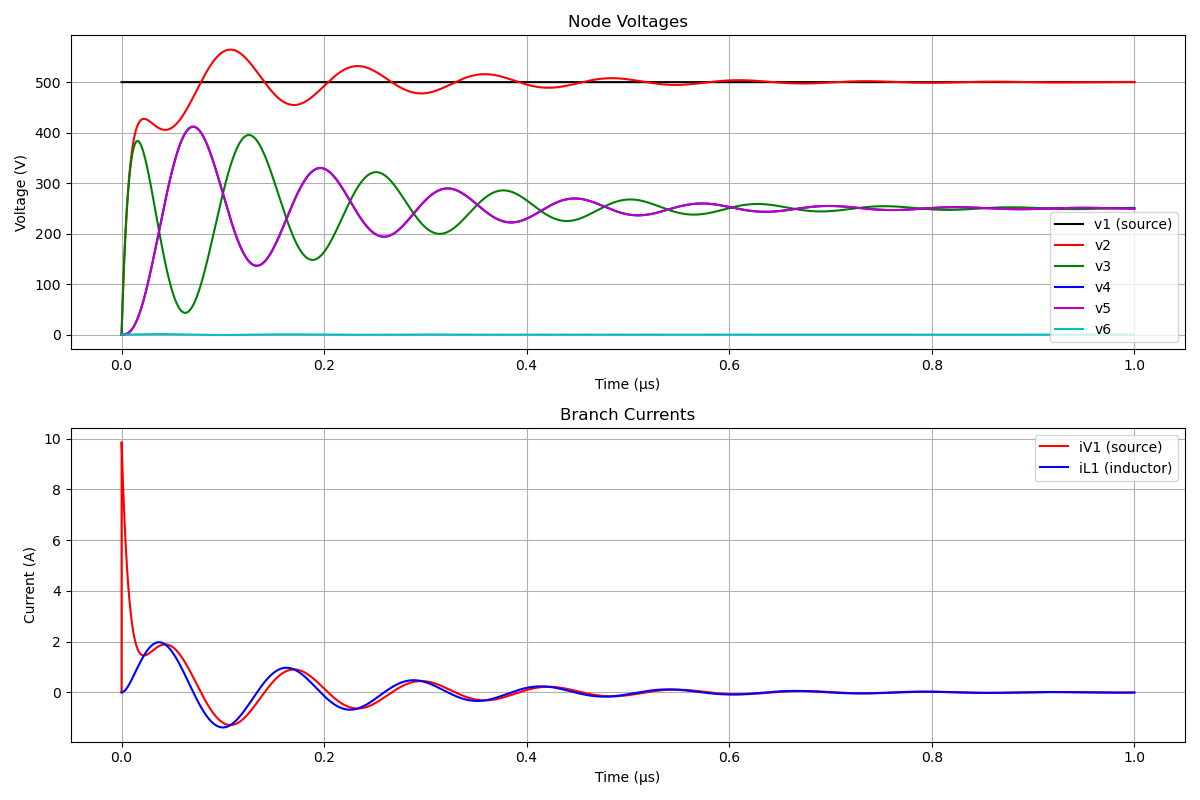 Node Voltages
Voltage (V)
500
400
300
200
100
0
v1 (source)
v2
v3
v4
v5
v6
0.0 0.2 0.4 0.6 0.8 1.0
Time (µs)
Branch Currents
Current (A)
10
8
6
4
2
0
iV1 (source)
iL1 (inductor)
0.0 0.2 0.4 0.6 0.8 1.0
Time (µs)